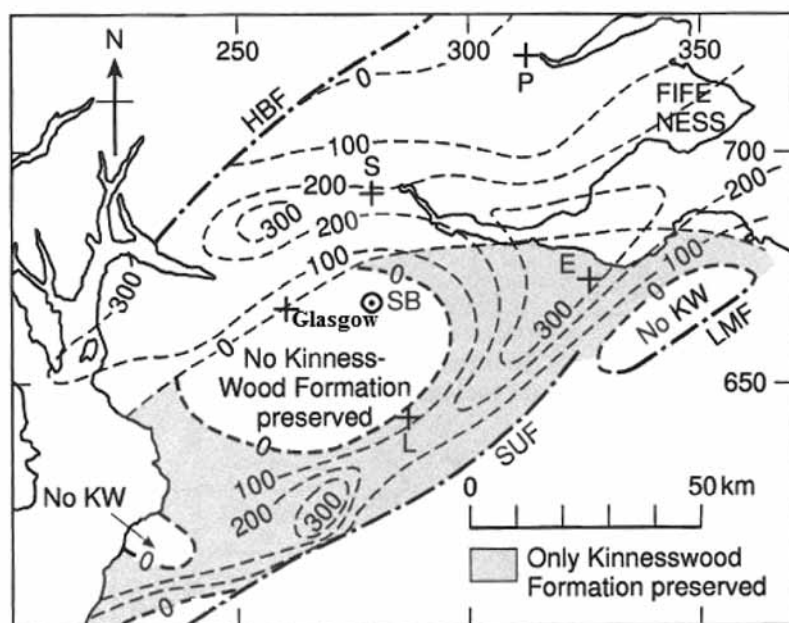 250
300
350
N
HBF
0
P
FIFE
NESS
100
S
700
200
300
200
200
300
100
0
E
100
SB
Glasgow
0
300
0
No KW
LMF
No Kinness-
Wood Formation
preserved
650
0
L
SUF
100
200
300
No KW
0
0
0
50 km
Only Kinnesswood
Formation preserved